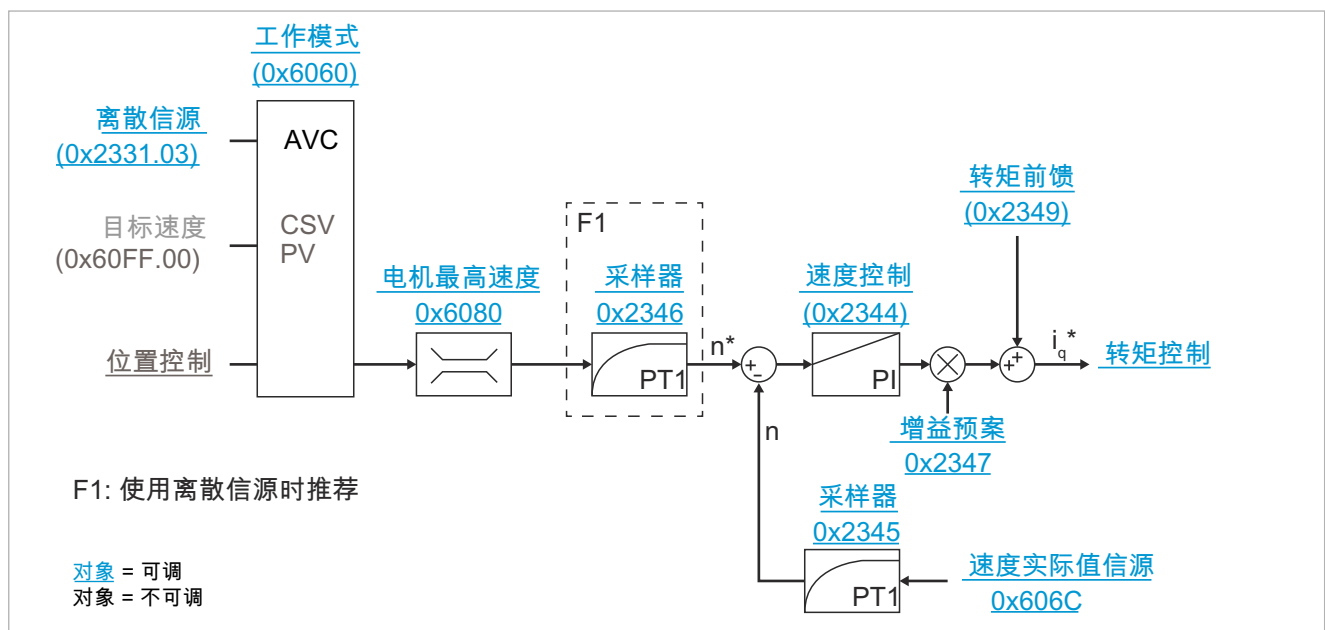 工作模式
(0x6060)
离散信源
(0x2331.03)
AVC
目标速度
(0x60FF.00)
CSV
PV
位置控制
电机最高速度
0x6080
F1
采样器
0x2346
PT1
n*
+
-
速度控制
(0x2344)
PI
转矩前馈
(0x2349)
+
+
iq*
转矩控制
增益预案
0x2347
n
采样器
0x2345
PT1
速度实际值信源
0x606C
F1: 使用离散信源时推荐
对象 = 可调
对象 = 不可调